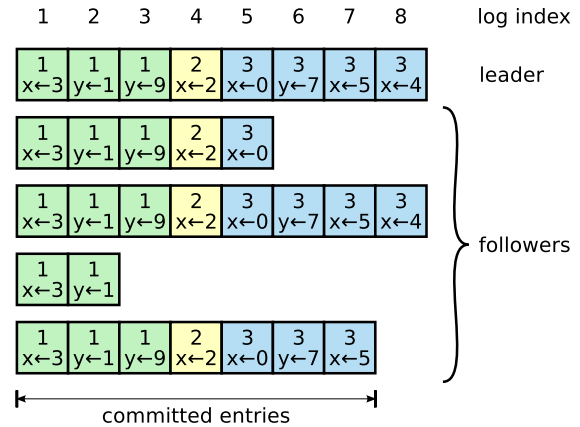 1 2 3 4 5 6 7 8 log index
1 1 1 2 3 3 3 3
x←3 y←1 y←9 x←2 x←0 y←7 x←5 x←4
leader
1 1 1 2 3
x←3 y←1 y←9 x←2 x←0
1 1 1 2 3 3 3 3
x←3 y←1 y←9 x←2 x←0 y←7 x←5 x←4
followers
1 1
x←3 y←1
1 1 1 2 3 3 3
x←3 y←1 y←9 x←2 x←0 y←7 x←5
committed entries